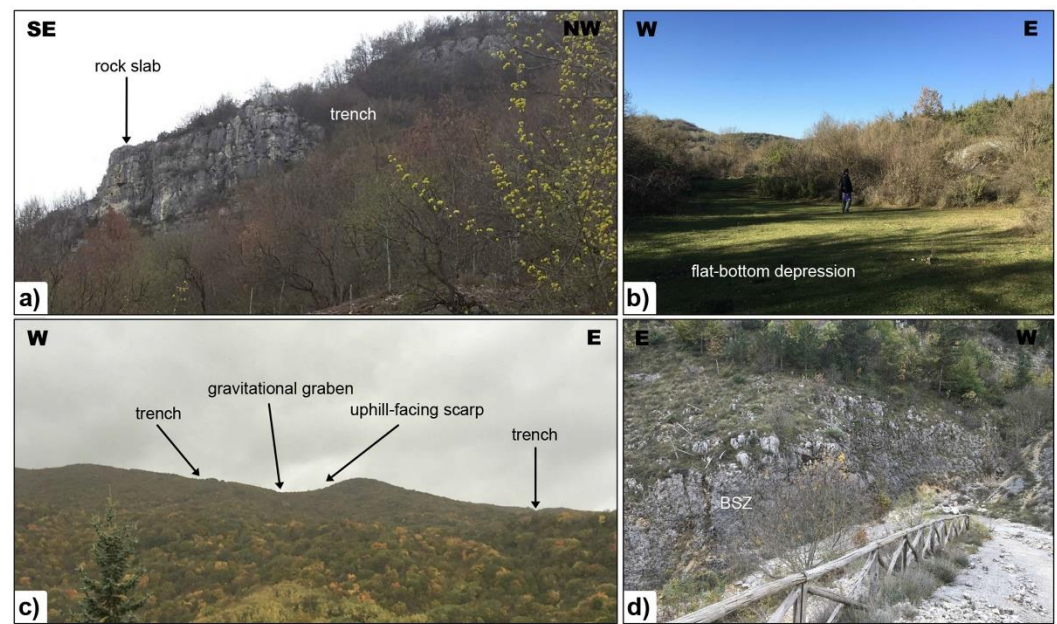 SE
NW
rock slab
trench
a)
W
E
flat-bottom depression
b)
W
E
gravitational graben
trench
uphill-facing scarp
trench
c)
E
W
BSZ
d)